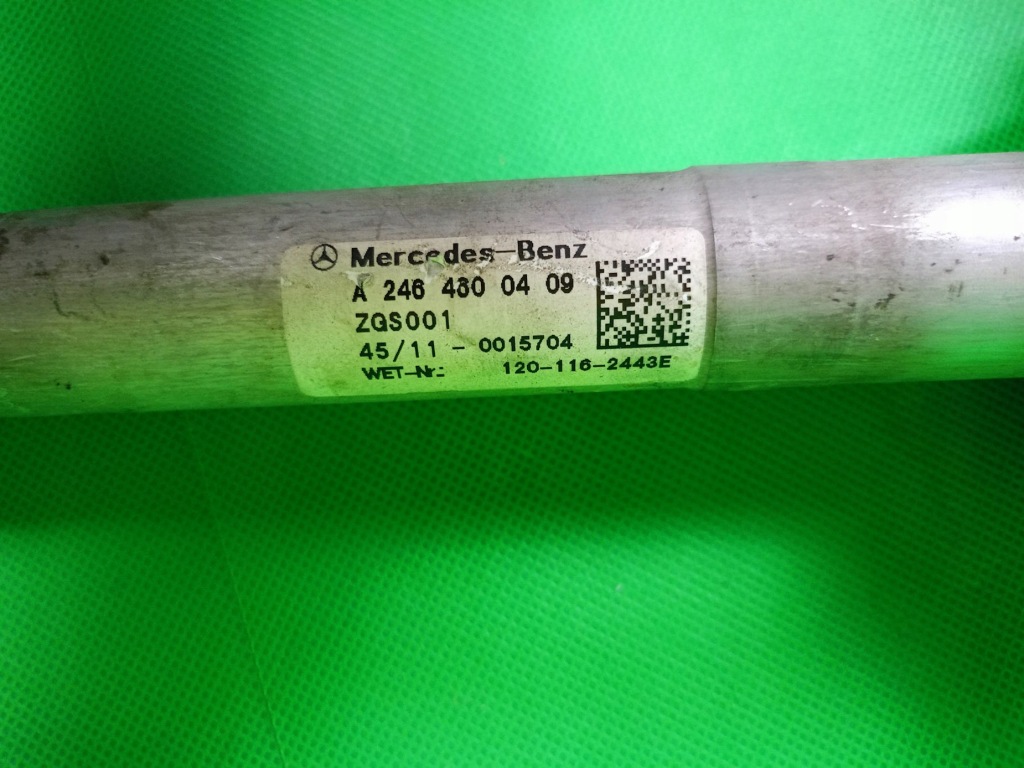 Mercedes-Benz
A 246 460 04 09
ZGS001
45/11 - 0015704
WET-Nr.: 120-116-2443E